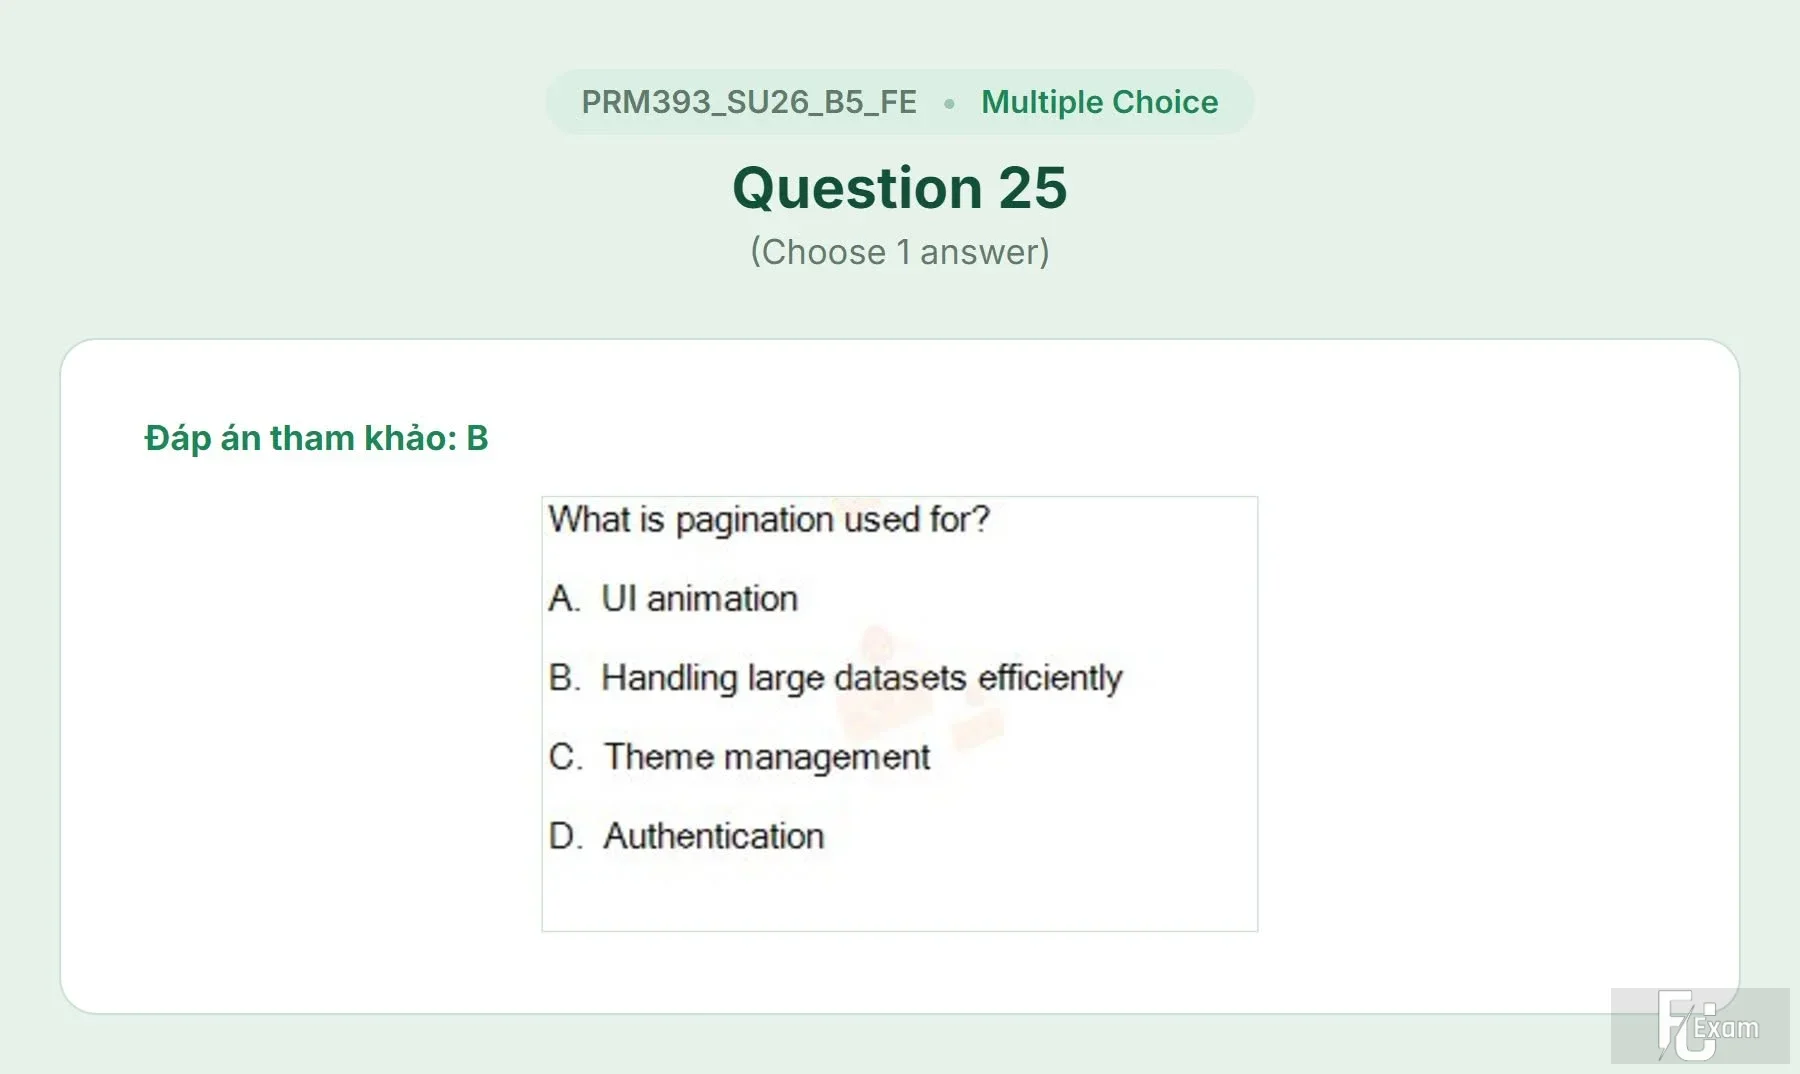 PRM393_SU26_B5_FE • Multiple Choice
Question 25
(Choose 1 answer)
Đáp án tham khảo: B
What is pagination used for?
A. UI animation
B. Handling large datasets efficiently
C. Theme management
D. Authentication
FU Exam